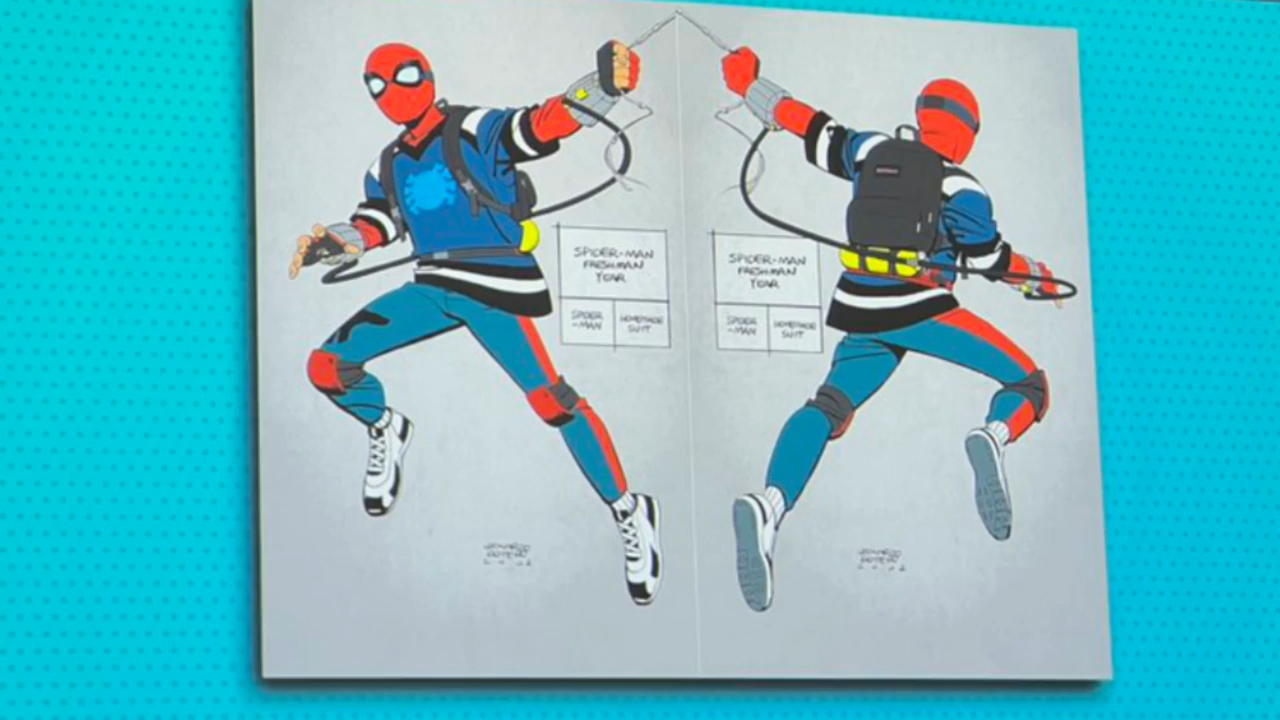 SPIDER-MAN
FRESHMAN
YEAR
SPIDER
-MAN
HOMEMADE
SUIT
SPIDER-MAN
FRESHMAN
YEAR
SPIDER
-MAN
HOMEMADE
SUIT